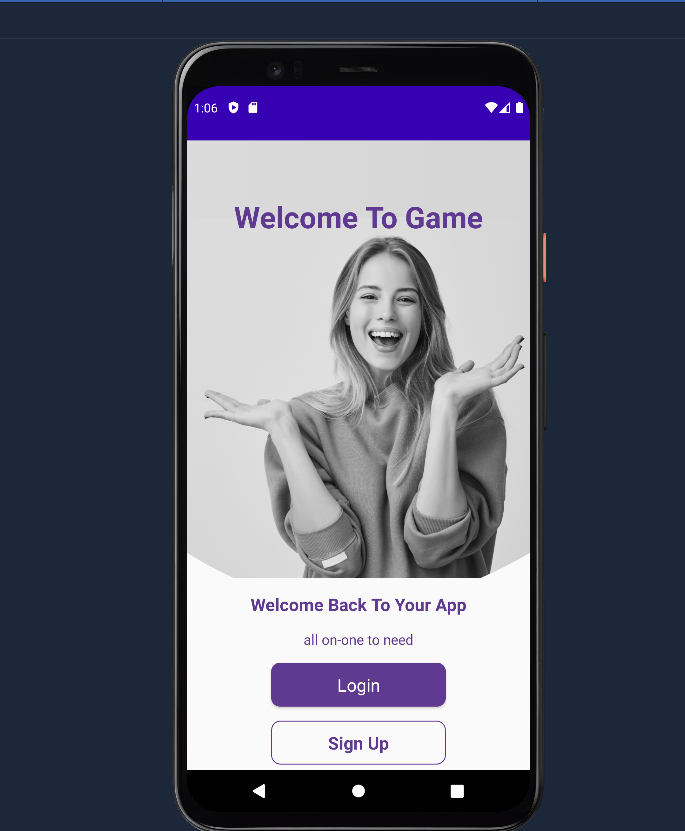 1:06
Welcome To Game
Welcome Back To Your App
all on-one to need
Login
Sign Up